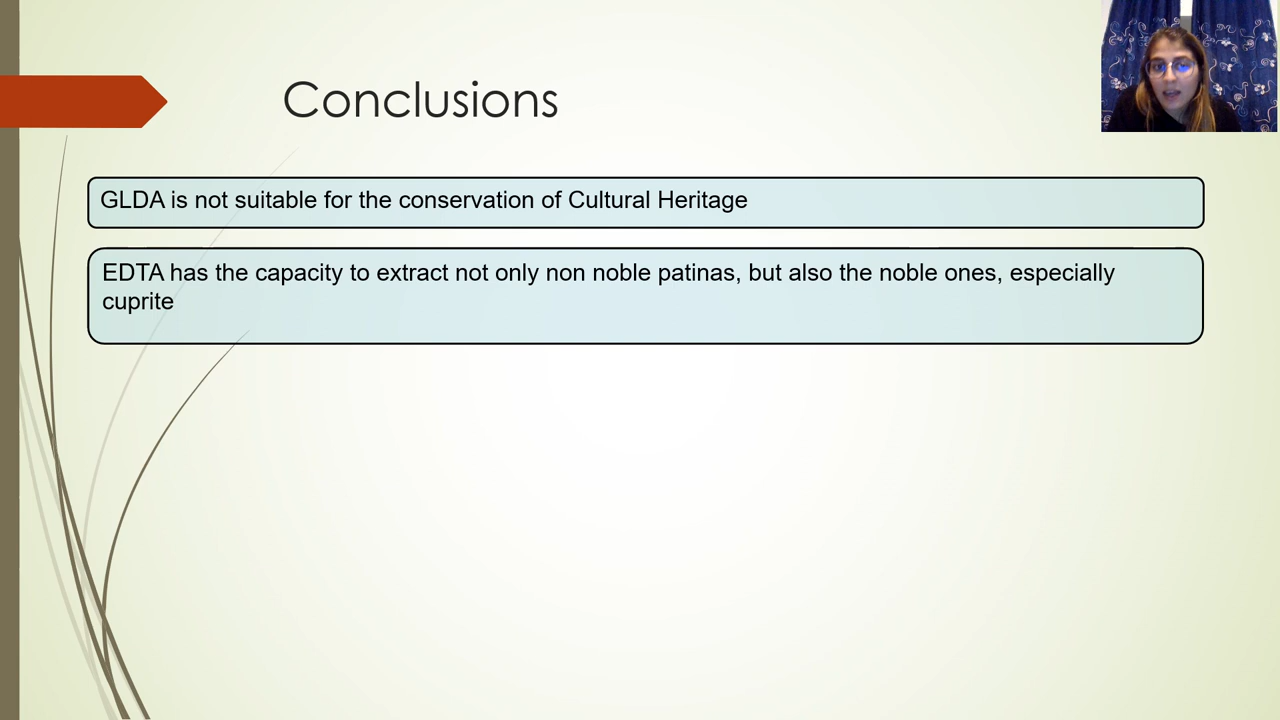 Conclusions
GLDA is not suitable for the conservation of Cultural Heritage
EDTA has the capacity to extract not only non noble patinas, but also the noble ones, especially
cuprite